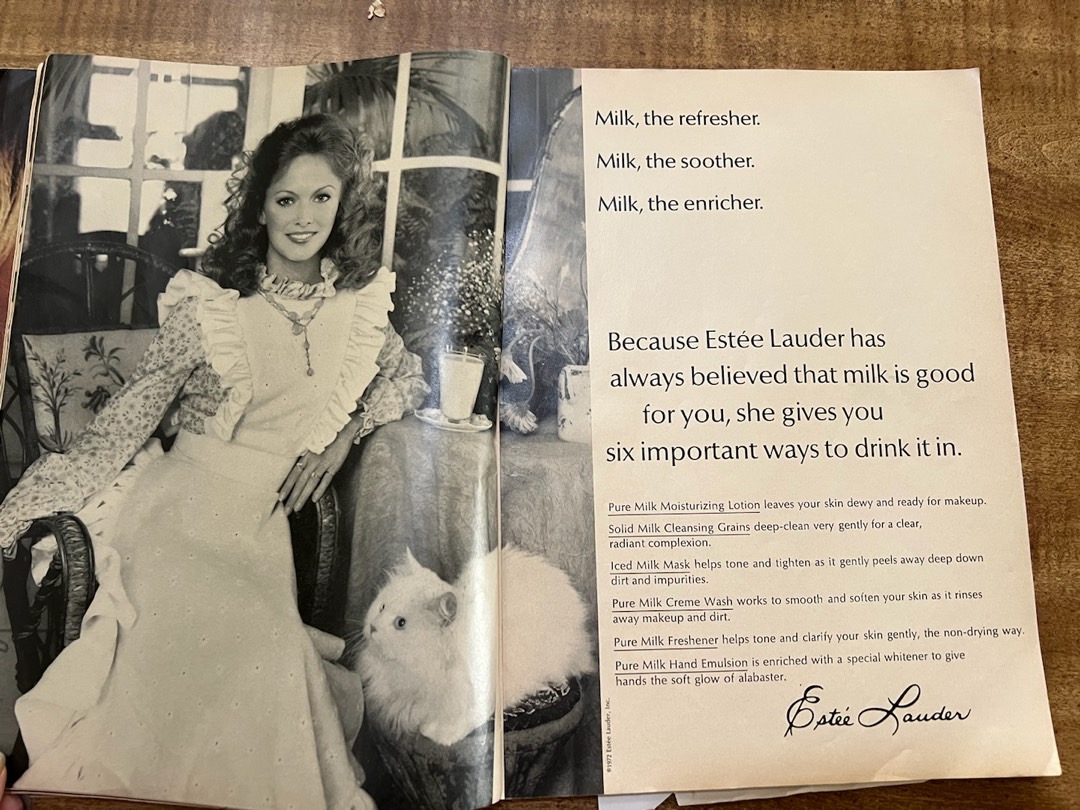 Milk, the refresher.
Milk, the soother.
Milk, the enricher.
Because Estée Lauder has
always believed that milk is good
for you, she gives you
six important ways to drink it in.
Pure Milk Moisturizing Lotion leaves your skin dewy and ready for makeup.
Solid Milk Cleansing Grains deep-clean very gently for a clear,
radiant complexion.
Iced Milk Mask helps tone and tighten as it gently peels away deep down
dirt and impurities.
Pure Milk Creme Wash works to smooth and soften your skin as it rinses
away makeup and dirt.
Pure Milk Freshener helps tone and clarify your skin gently, the non-drying way.
Pure Milk Hand Emulsion is enriched with a special whitener to give
hands the soft glow of alabaster.
Estée Lauder
©1972 Estée Lauder, Inc.